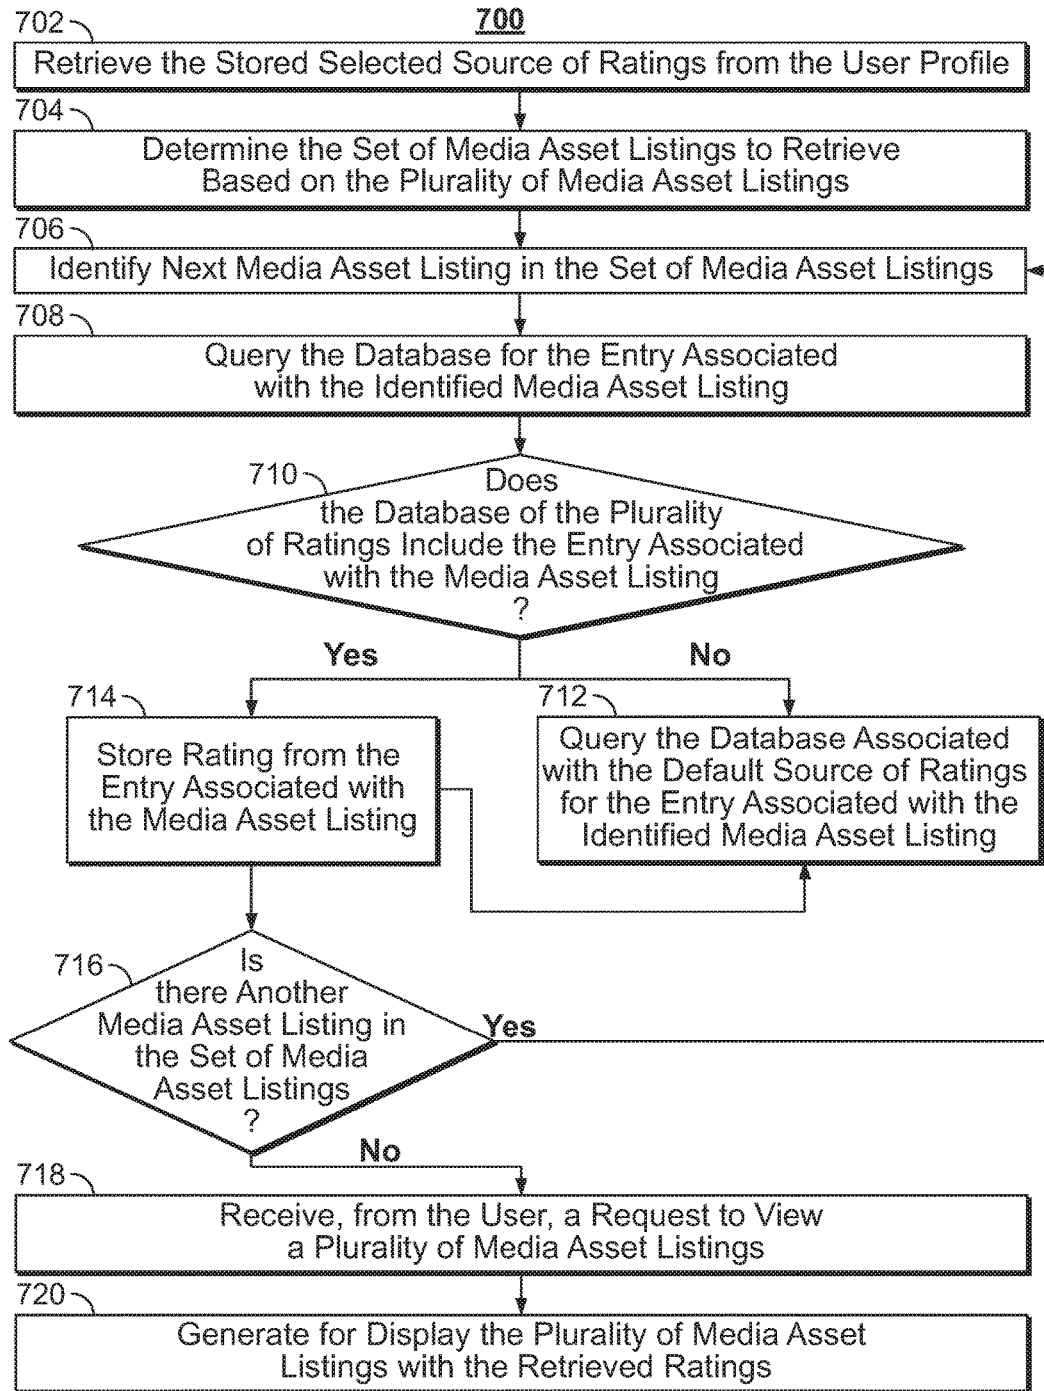 700
702
Retrieve the Stored Selected Source of Ratings from the User Profile
704
Determine the Set of Media Asset Listings to Retrieve
Based on the Plurality of Media Asset Listings
706
Identify Next Media Asset Listing in the Set of Media Asset Listings
708
Query the Database for the Entry Associated
with the Identified Media Asset Listing
710
Does
the Database of the Plurality
of Ratings Include the Entry Associated
with the Media Asset Listing
?
Yes
No
714
Store Rating from the
Entry Associated with
the Media Asset Listing
712
Query the Database Associated
with the Default Source of Ratings
for the Entry Associated with the
Identified Media Asset Listing
716
Is
there Another
Media Asset Listing in
the Set of Media
Asset Listings
?
Yes
No
718
Receive, from the User, a Request to View
a Plurality of Media Asset Listings
720
Generate for Display the Plurality of Media Asset
Listings with the Retrieved Ratings